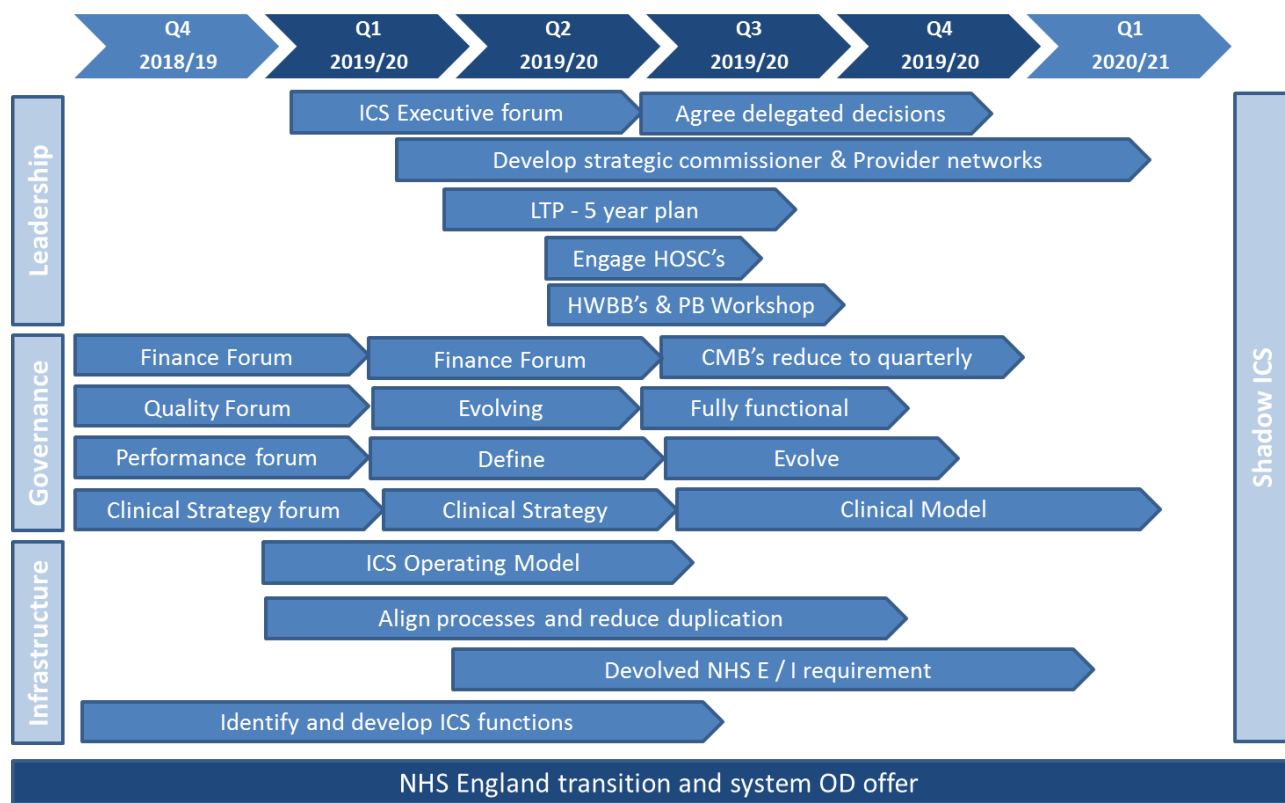 Q4
2018/19
Q1
2019/20
Q2
2019/20
Q3
2019/20
Q4
2019/20
Q1
2020/21
Leadership
ICS Executive forum
Agree delegated decisions
Develop strategic commissioner & Provider networks
LTP - 5 year plan
Engage HOSC's
HWBB's & PB Workshop
Governance
Finance Forum
Finance Forum
CMB's reduce to quarterly
Quality Forum
Evolving
Fully functional
Performance forum
Define
Evolve
Clinical Strategy forum
Clinical Strategy
Clinical Model
Infrastructure
ICS Operating Model
Align processes and reduce duplication
Devolved NHS E / I requirement
Identify and develop ICS functions
Shadow ICS
NHS England transition and system OD offer